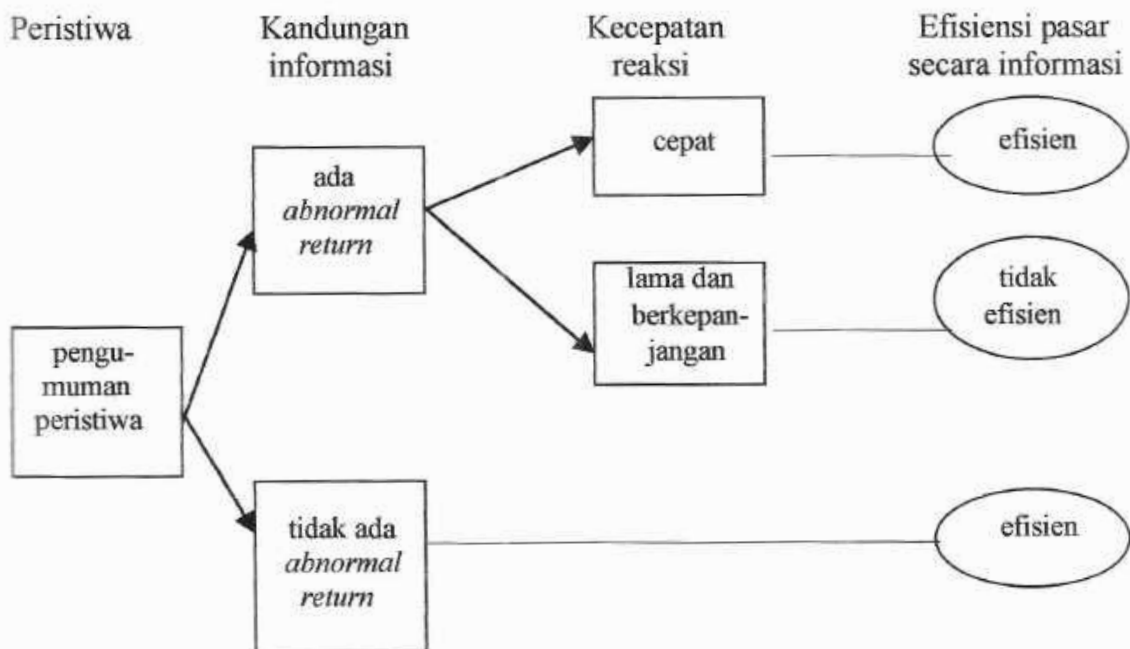 Peristiwa
Kandungan
informasi
Kecepatan
reaksi
Efisiensi pasar
secara informasi
pengu-
muman
peristiwa
ada
abnormal
return
cepat
efisien
lama dan
berkepan-
jangan
tidak
efisien
tidak ada
abnormal
return
efisien